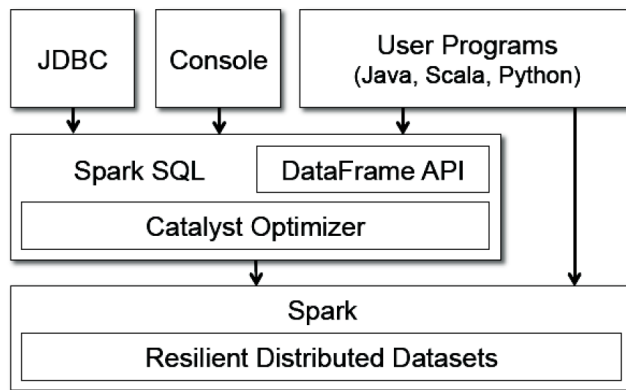 JDBC
Console
User Programs
(Java, Scala, Python)
Spark SQL
DataFrame API
Catalyst Optimizer
Spark
Resilient Distributed Datasets